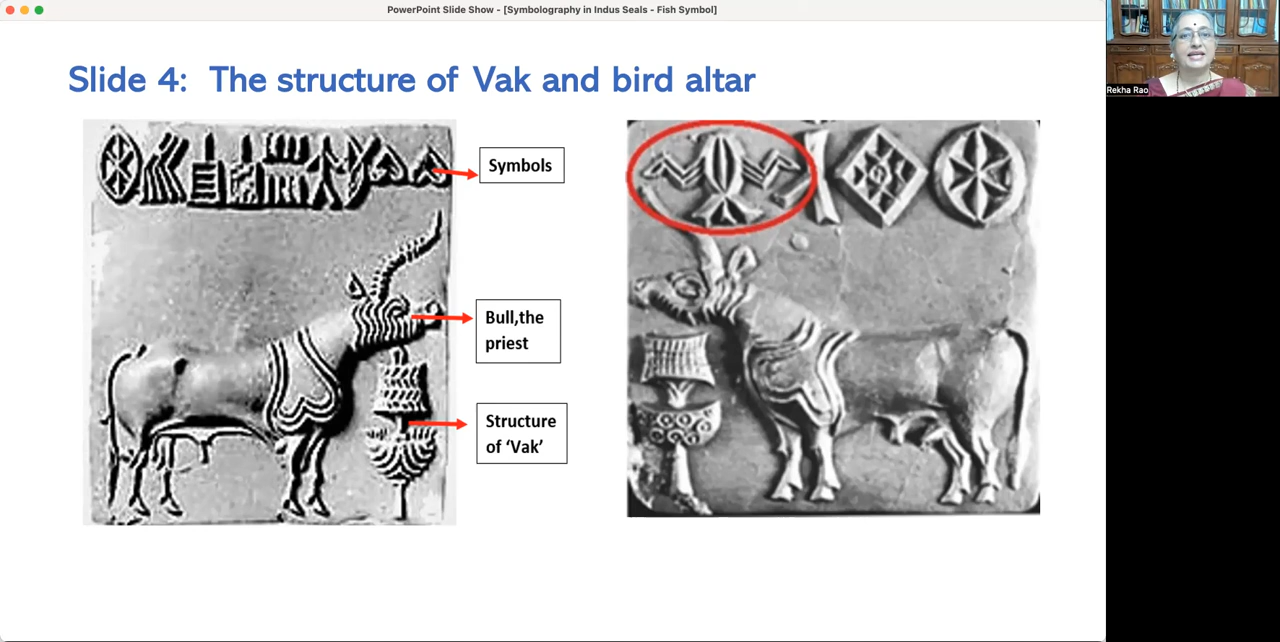 PowerPoint Slide Show - [Symbolography in Indus Seals - Fish Symbol]
Rekha Rao
Slide 4: The structure of Vak and bird altar
Symbols
Bull,the
priest
Structure
of ‘Vak’